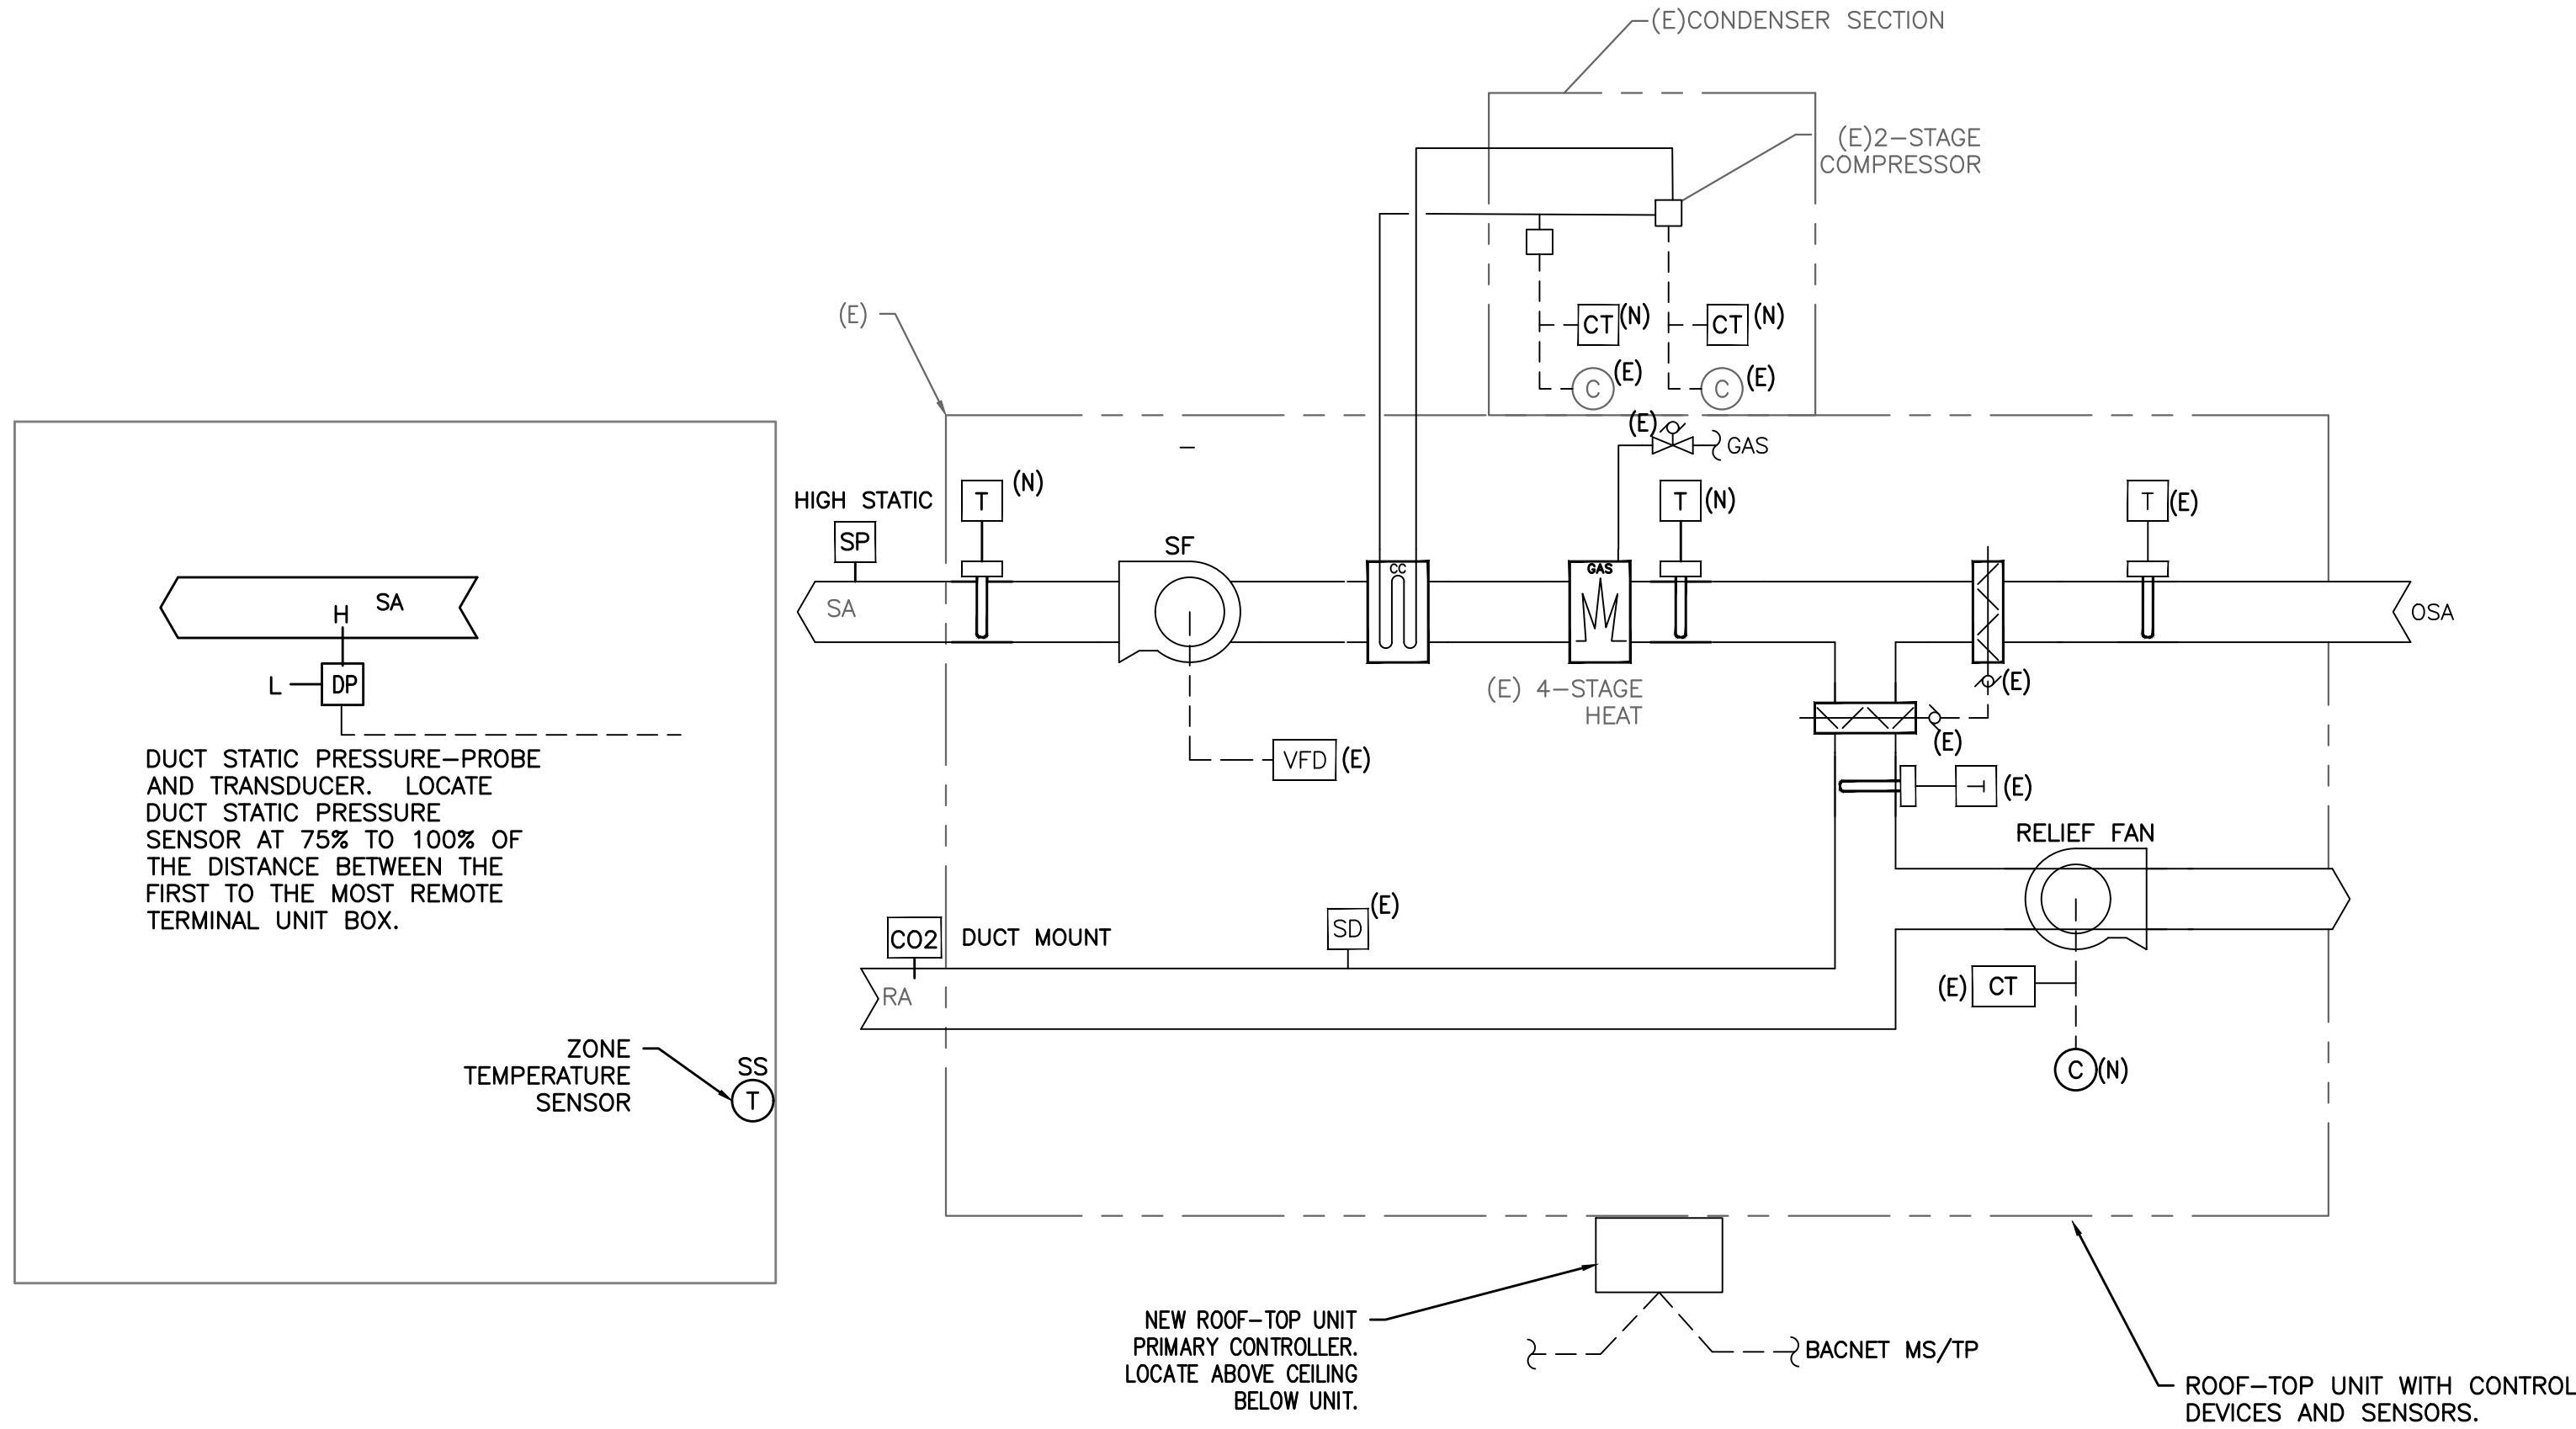 (E)CONDENSER SECTION
(E)2-STAGE
COMPRESSOR
(E)
CT (N)
CT (N)
C (E)
C (E)
(E)
GAS
HIGH STATIC
SP
T (N)
SF
CC
GAS
T (N)
T (E)
SA
OSA
(E) 4-STAGE
HEAT
VFD (E)
(E)
(E)
T (E)
RELIEF FAN
CT (E)
C (N)
CO2 DUCT MOUNT
SD (E)
RA
SA
H
L
DP
DUCT STATIC PRESSURE-PROBE
AND TRANSDUCER. LOCATE
DUCT STATIC PRESSURE
SENSOR AT 75% TO 100% OF
THE DISTANCE BETWEEN THE
FIRST TO THE MOST REMOTE
TERMINAL UNIT BOX.
ZONE
TEMPERATURE
SENSOR
SS
T
NEW ROOF-TOP UNIT
PRIMARY CONTROLLER.
LOCATE ABOVE CEILING
BELOW UNIT.
BACNET MS/TP
ROOF-TOP UNIT WITH CONTROL
DEVICES AND SENSORS.